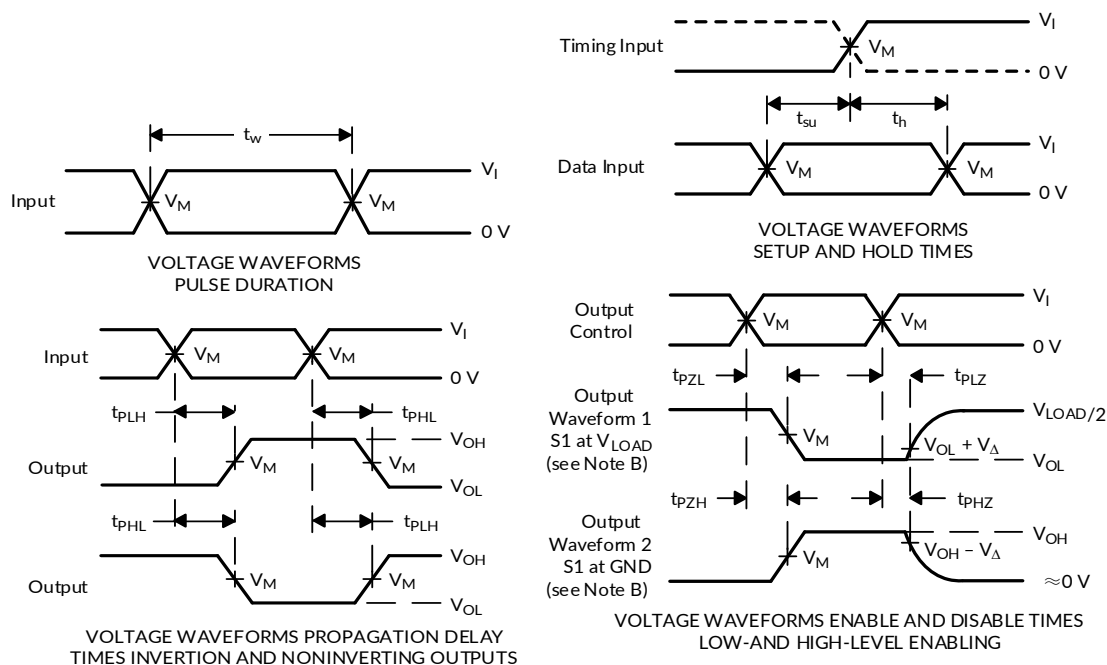 t_w
Input
V_I
V_M
V_M
0 V
VOLTAGE WAVEFORMS
PULSE DURATION
Timing Input
V_I
V_M
0 V
t_su
t_h
Data Input
V_I
V_M
V_M
0 V
VOLTAGE WAVEFORMS
SETUP AND HOLD TIMES
Input
V_I
V_M
V_M
0 V
t_PLH
t_PHL
Output
V_OH
V_M
V_M
V_OL
t_PHL
t_PLH
Output
V_OH
V_M
V_M
V_OL
VOLTAGE WAVEFORMS PROPAGATION DELAY
TIMES INVERTION AND NONINVERTING OUTPUTS
Output
Control
V_I
V_M
V_M
0 V
t_PZL
t_PLZ
Output
Waveform 1
S1 at V_LOAD
(see Note B)
V_LOAD/2
V_M
V_OL + V_Δ
V_OL
t_PZH
t_PHZ
Output
Waveform 2
S1 at GND
(see Note B)
V_OH
V_M
V_OH – V_Δ
≈0 V
VOLTAGE WAVEFORMS ENABLE AND DISABLE TIMES
LOW-AND HIGH-LEVEL ENABLING